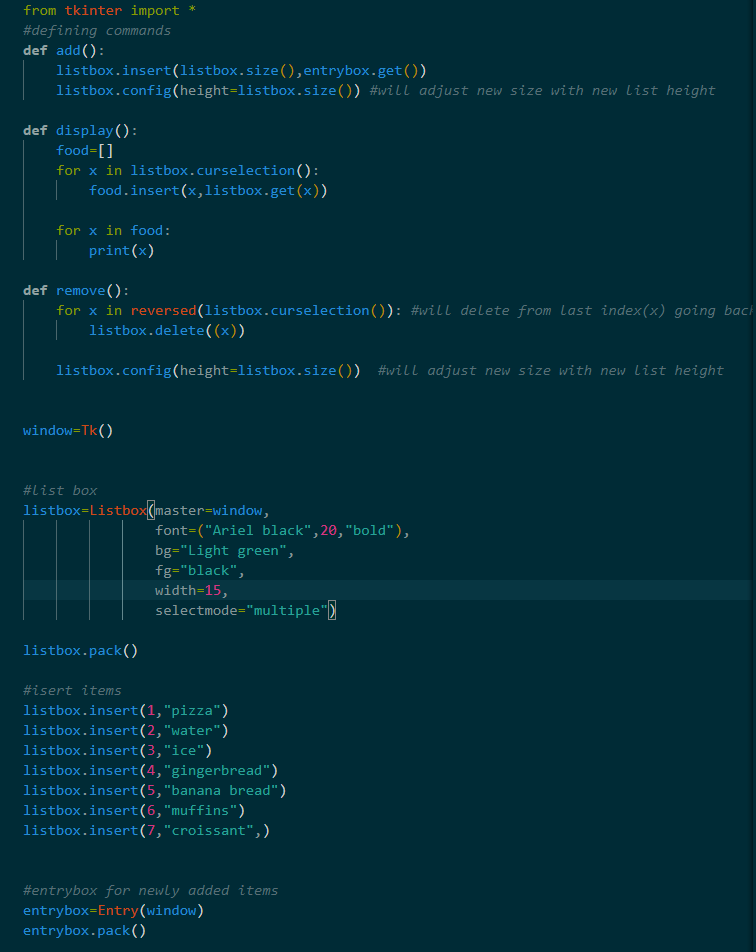 from tkinter import *
#defining commands
def add():
    listbox.insert(listbox.size(),entrybox.get())
    listbox.config(height=listbox.size()) #will adjust new size with new list height

def display():
    food=[]
    for x in listbox.curselection():
        food.insert(x,listbox.get(x))

    for x in food:
        print(x)

def remove():
    for x in reversed(listbox.curselection()): #will delete from last index(x) going
        listbox.delete((x))

    listbox.config(height=listbox.size())  #will adjust new size with new list height


window=Tk()


#list box
listbox=Listbox(master=window,
                font=("Ariel black",20,"bold"),
                bg="Light green",
                fg="black",
                width=15,
                selectmode="multiple")

listbox.pack()

#isert items
listbox.insert(1,"pizza")
listbox.insert(2,"water")
listbox.insert(3,"ice")
listbox.insert(4,"gingerbread")
listbox.insert(5,"banana bread")
listbox.insert(6,"muffins")
listbox.insert(7,"croissant",)


#entrybox for newly added items
entrybox=Entry(window)
entrybox.pack()